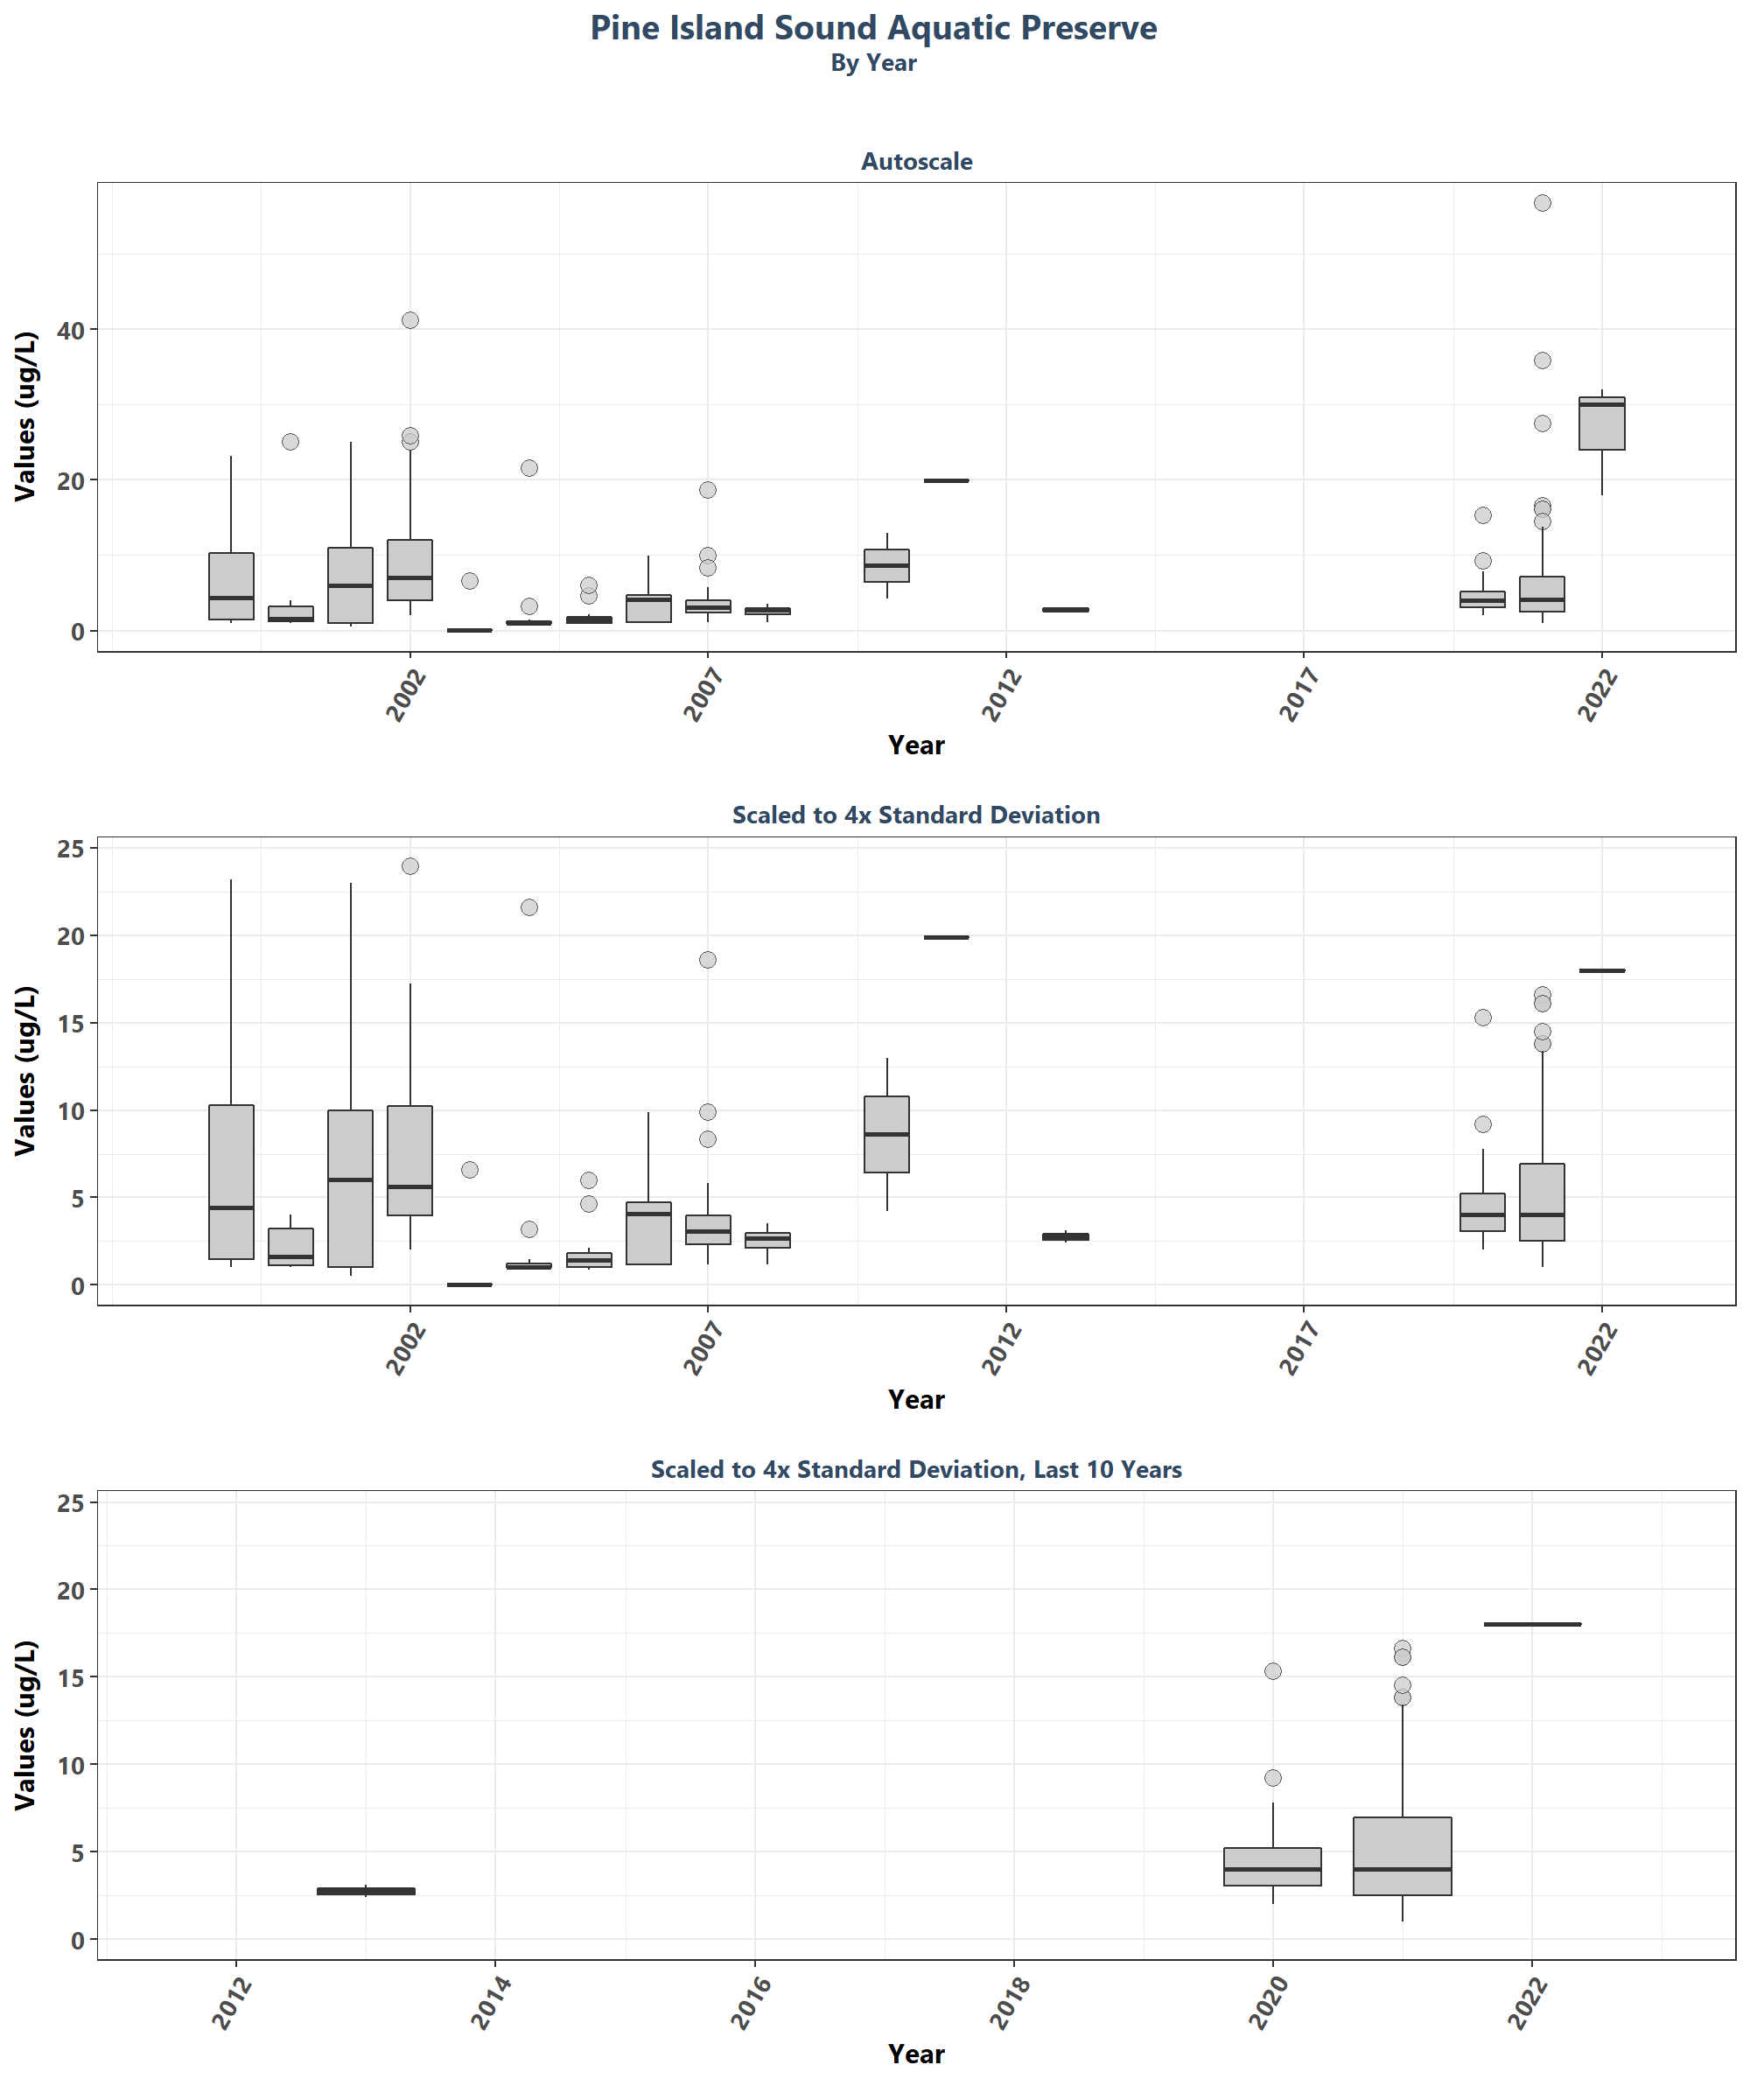 Pine Island Sound Aquatic Preserve
By Year
Autoscale
Values (ug/L)
40
20
0
2002 2007 2012 2017 2022
Year
Scaled to 4x Standard Deviation
Values (ug/L)
25
20
15
10
5
0
2002 2007 2012 2017 2022
Year
Scaled to 4x Standard Deviation, Last 10 Years
Values (ug/L)
25
20
15
10
5
0
2012 2014 2016 2018 2020 2022
Year